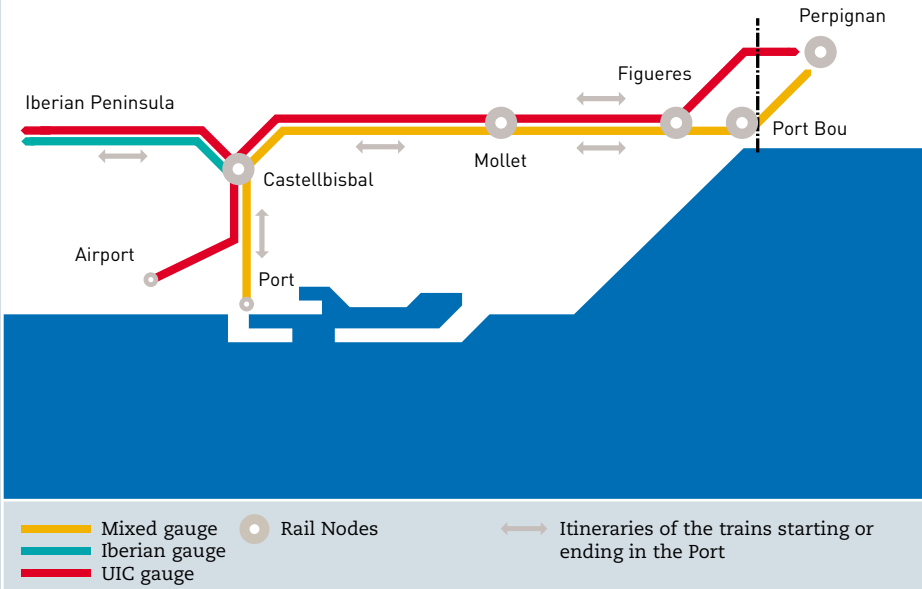 Perpignan
Figueres
Iberian Peninsula
Port Bou
Mollet
Castellbisbal
Airport
Port
Mixed gauge
Rail Nodes
Itineraries of the trains starting or
ending in the Port
Iberian gauge
UIC gauge